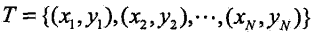 T = {(x₁, y₁), (x₂, y₂), ⋯, (x_N, y_N)}